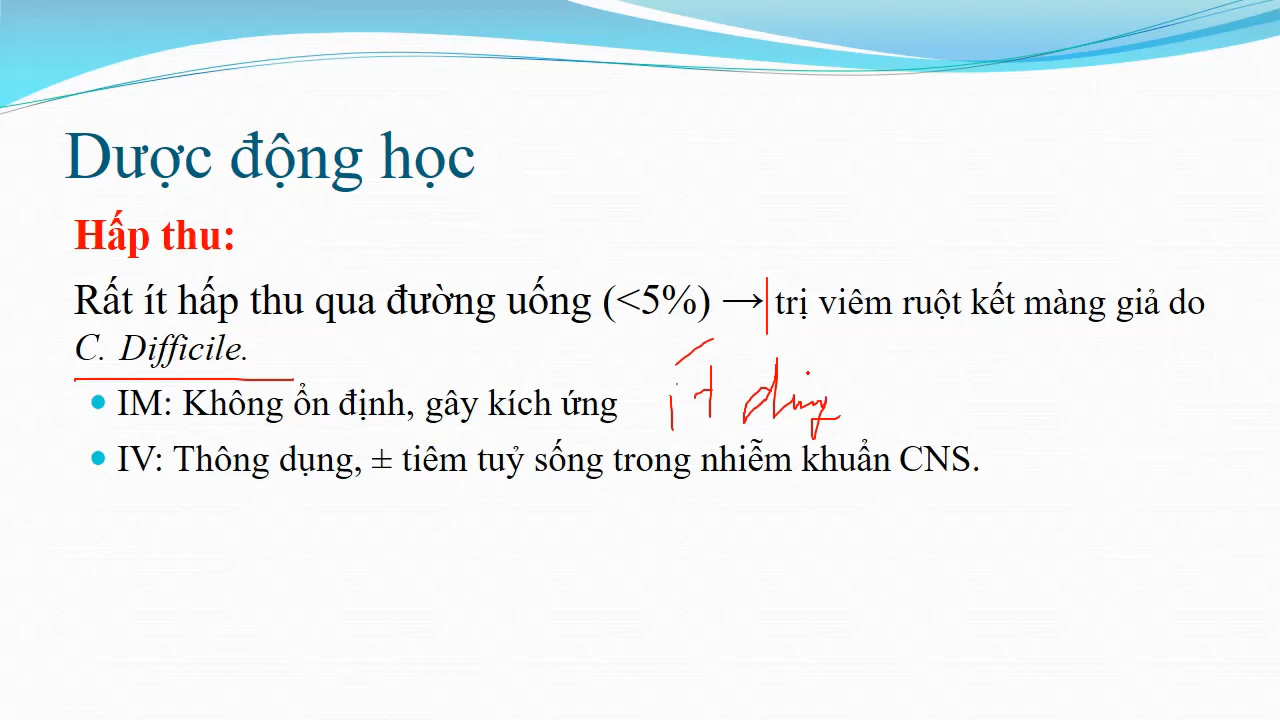 Dược động học
Hấp thu:
Rất ít hấp thu qua đường uống (<5%) → trị viêm ruột kết màng giả do
C. Difficile.
IM: Không ổn định, gây kích ứng ít dùng
IV: Thông dụng, ± tiêm tuỷ sống trong nhiễm khuẩn CNS.